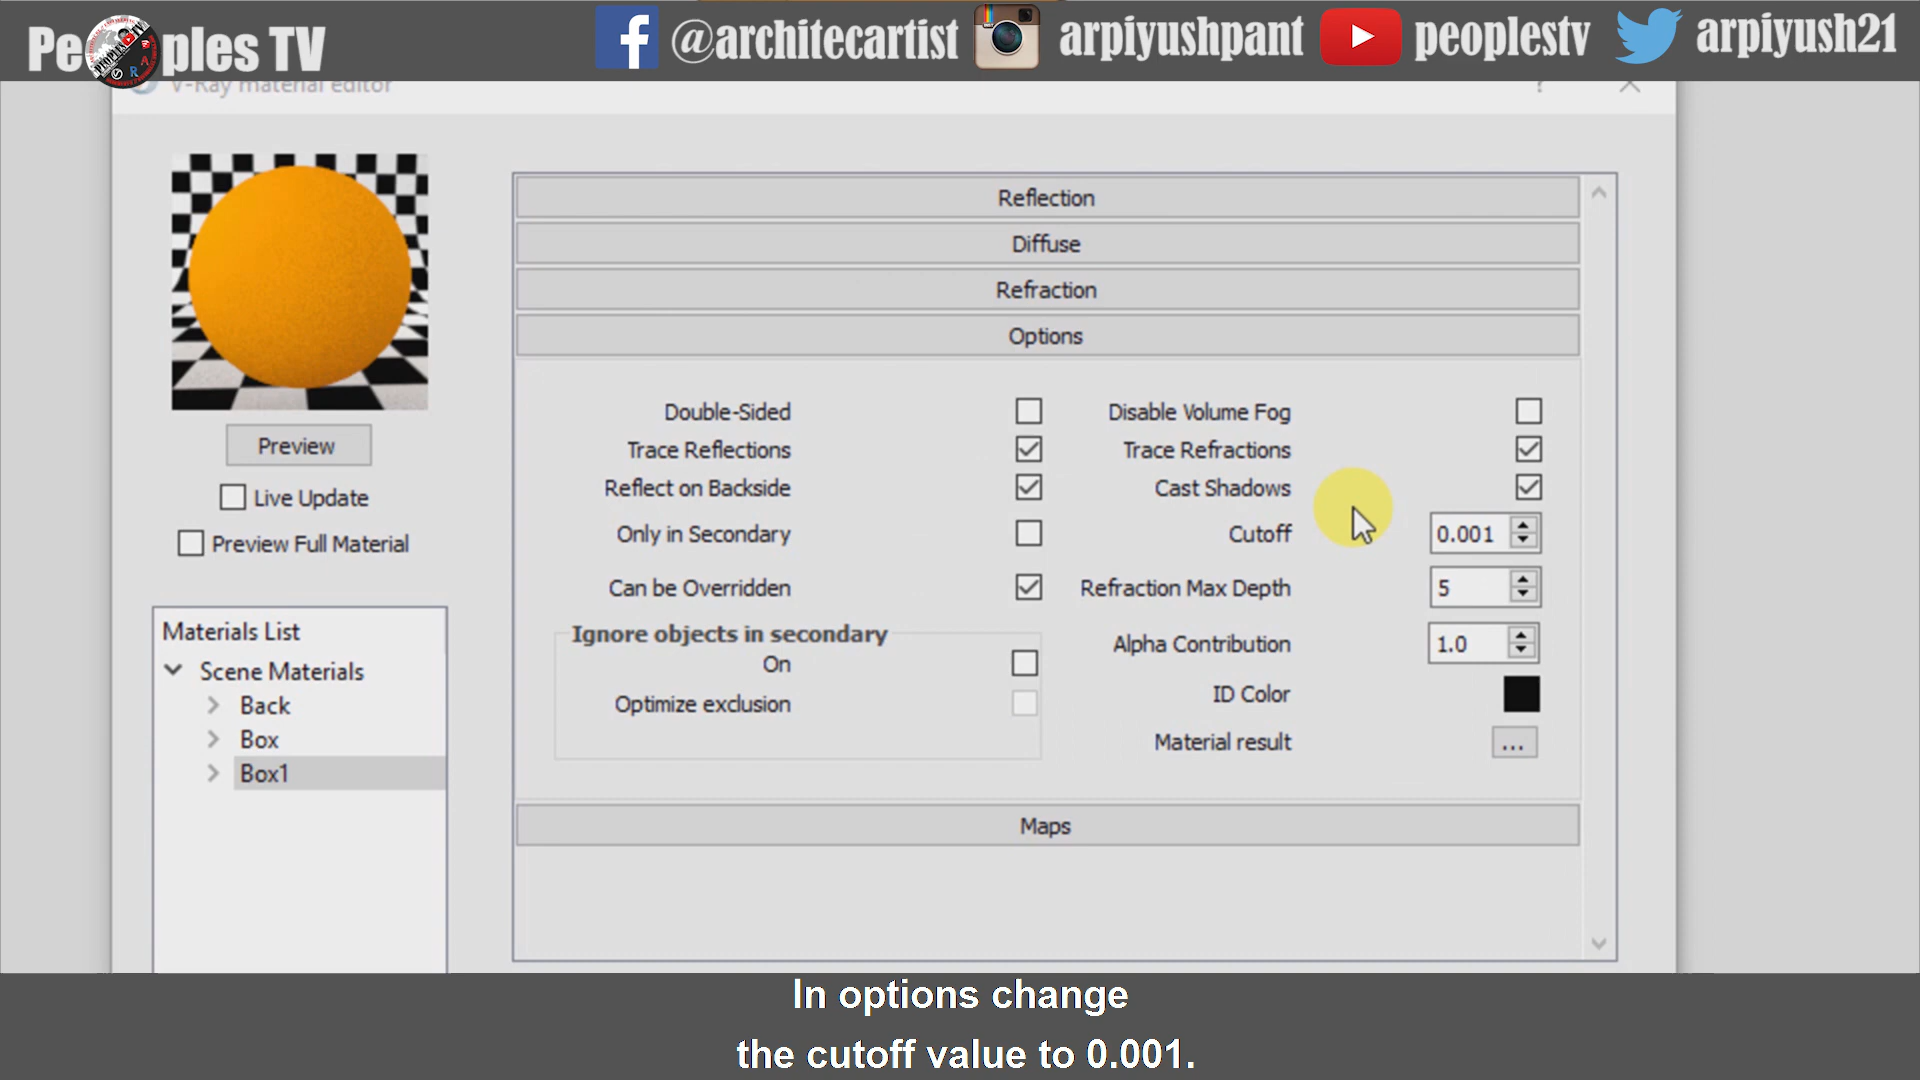 Peoples TV
@architecartist
arpiyushpant
peoplestv
arpiyush21
V-Ray material editor
?
Reflection
Diffuse
Refraction
Options
Preview
Live Update
Preview Full Material
Double-Sided
Disable Volume Fog
Trace Reflections
Trace Refractions
Reflect on Backside
Cast Shadows
Only in Secondary
Cutoff 0.001
Can be Overridden
Refraction Max Depth 5
Ignore objects in secondary
On
Alpha Contribution 1.0
Optimize exclusion
ID Color
Material result ...
Materials List
Scene Materials
Back
Box
Box1
Maps
In options change
the cutoff value to 0.001.